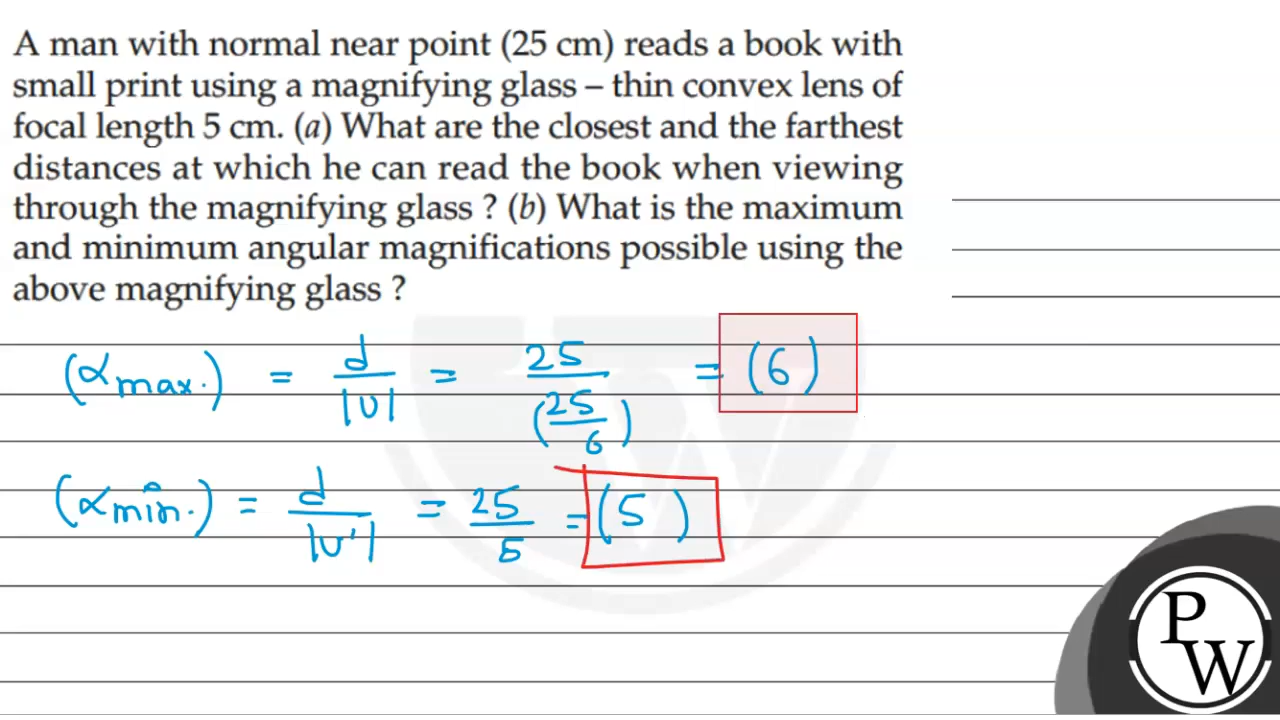 A man with normal near point (25 cm) reads a book with
small print using a magnifying glass – thin convex lens of
focal length 5 cm. (a) What are the closest and the farthest
distances at which he can read the book when viewing
through the magnifying glass ? (b) What is the maximum
and minimum angular magnifications possible using the
above magnifying glass ?
(αmax.) = d/|u| = 25/(25/6) = (6)
(αmin.) = d/|u'| = 25/5 = (5)
P
W